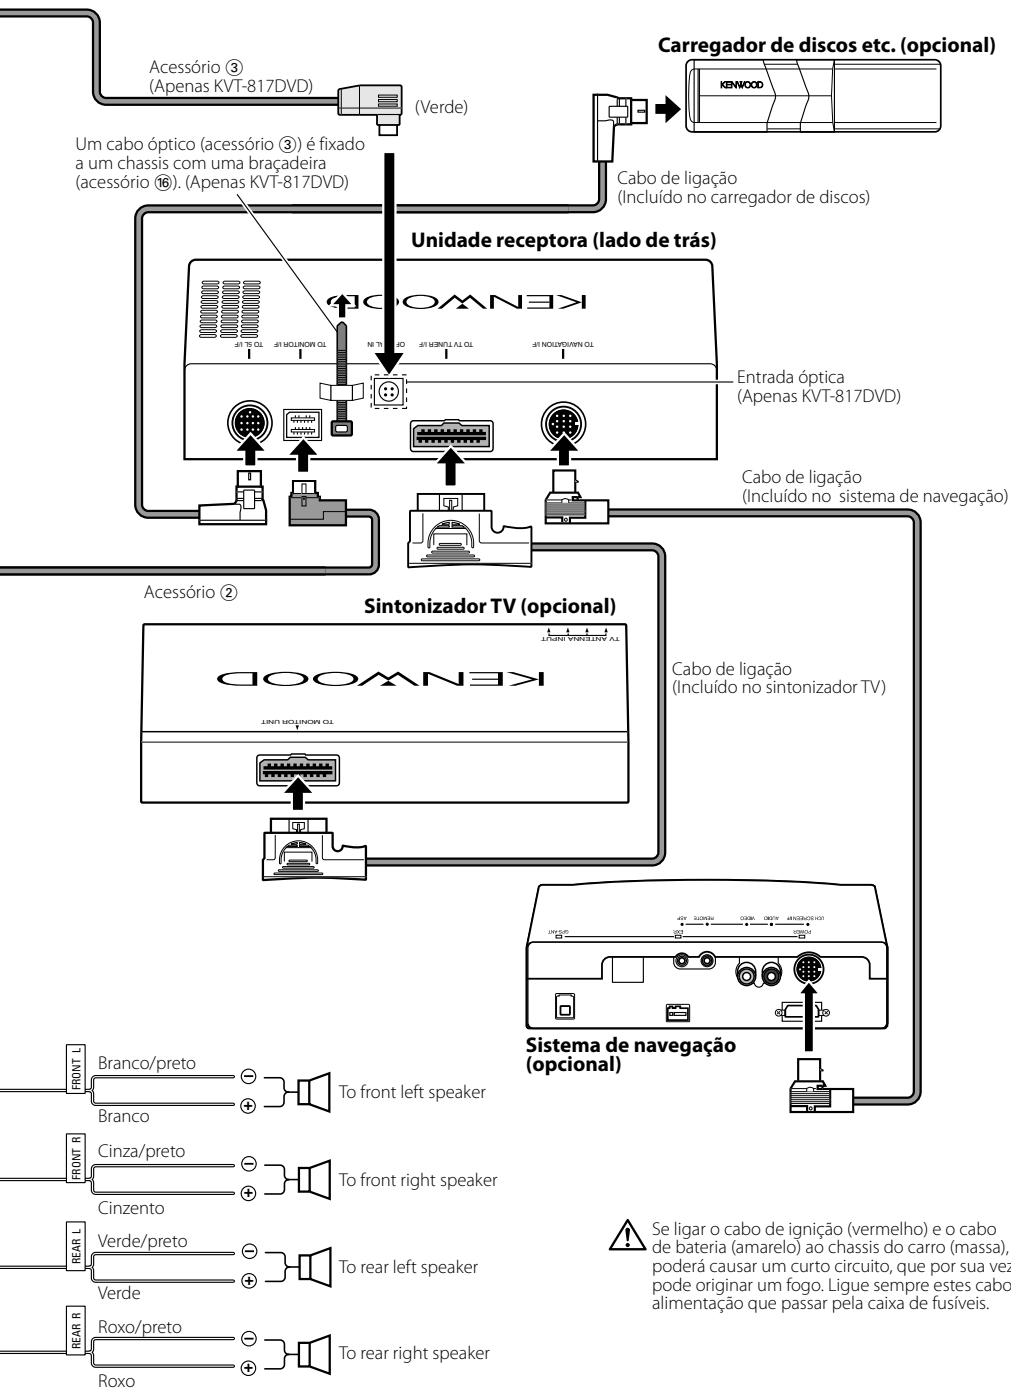 Carregador de discos etc. (opcional)
KENWOOD
Acessório ③
(Apenas KVT-817DVD)
(Verde)
Um cabo óptico (acessório ③) é fixado
a um chassis com uma braçadeira
(acessório ⑯). (Apenas KVT-817DVD)
Cabo de ligação
(Incluído no carregador de discos)
Unidade receptora (lado de trás)
KENWOOD
TO SL I/F
TO MONITOR I/F
AL IN
TO TV TUNER I/F
TO NAVIGATION I/F
Entrada óptica
(Apenas KVT-817DVD)
Cabo de ligação
(Incluído no sistema de navegação)
Acessório ②
Sintonizador TV (opcional)
TV ANTENNA INPUT
KENWOOD
TO MONITOR UNIT
Cabo de ligação
(Incluído no sintonizador TV)
REMOTE
VIDEO
AUDIO
GPS-ANT
POWER
Sistema de navegação
(opcional)
FRONT L
Branco/preto
⊖
⊕
Branco
To front left speaker
FRONT R
Cinza/preto
⊖
⊕
Cinzento
To front right speaker
REAR L
Verde/preto
⊖
⊕
Verde
To rear left speaker
REAR R
Roxo/preto
⊖
⊕
Roxo
To rear right speaker
Se ligar o cabo de ignição (vermelho) e o cabo
de bateria (amarelo) ao chassis do carro (massa),
poderá causar um curto circuito, que por sua vez
pode originar um fogo. Ligue sempre estes cabo
alimentação que passar pela caixa de fusíveis.